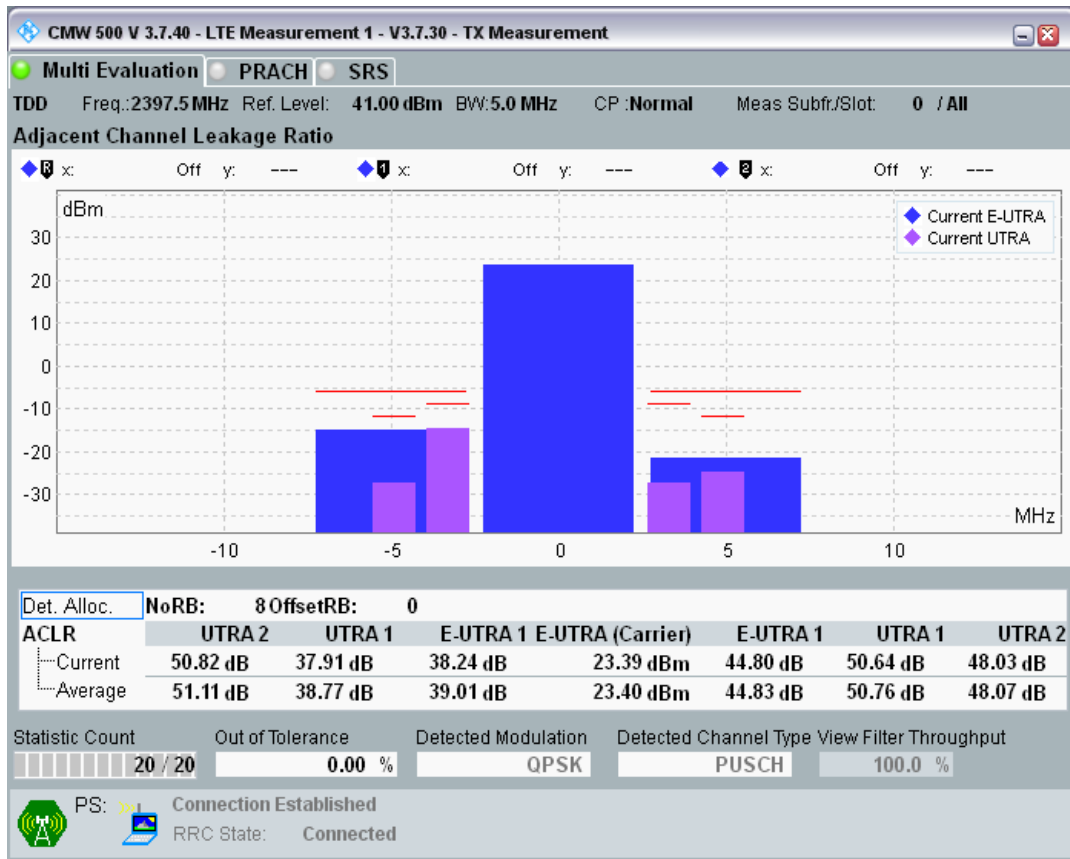 CMW 500 V 3.7.40 - LTE Measurement 1 - V3.7.30 - TX Measurement
Multi Evaluation PRACH SRS
TDD Freq.:2397.5 MHz Ref. Level: 41.00 dBm BW:5.0 MHz CP :Normal Meas Subfr./Slot: 0 / All
Adjacent Channel Leakage Ratio
R x: Off y: --- 1 x: Off y: --- 2 x: Off y: ---
dBm
Current E-UTRA
Current UTRA
30
20
10
0
-10
-20
-30
MHz
-10 -5 0 5 10
Det. Alloc. NoRB: 8 OffsetRB: 0
ACLR UTRA 2 UTRA 1 E-UTRA 1 E-UTRA (Carrier) E-UTRA 1 UTRA 1 UTRA 2
Current 50.82 dB 37.91 dB 38.24 dB 23.39 dBm 44.80 dB 50.64 dB 48.03 dB
Average 51.11 dB 38.77 dB 39.01 dB 23.40 dBm 44.83 dB 50.76 dB 48.07 dB
Statistic Count Out of Tolerance Detected Modulation Detected Channel Type View Filter Throughput
20 / 20 0.00 % QPSK PUSCH 100.0 %
PS: Connection Established
RRC State: Connected